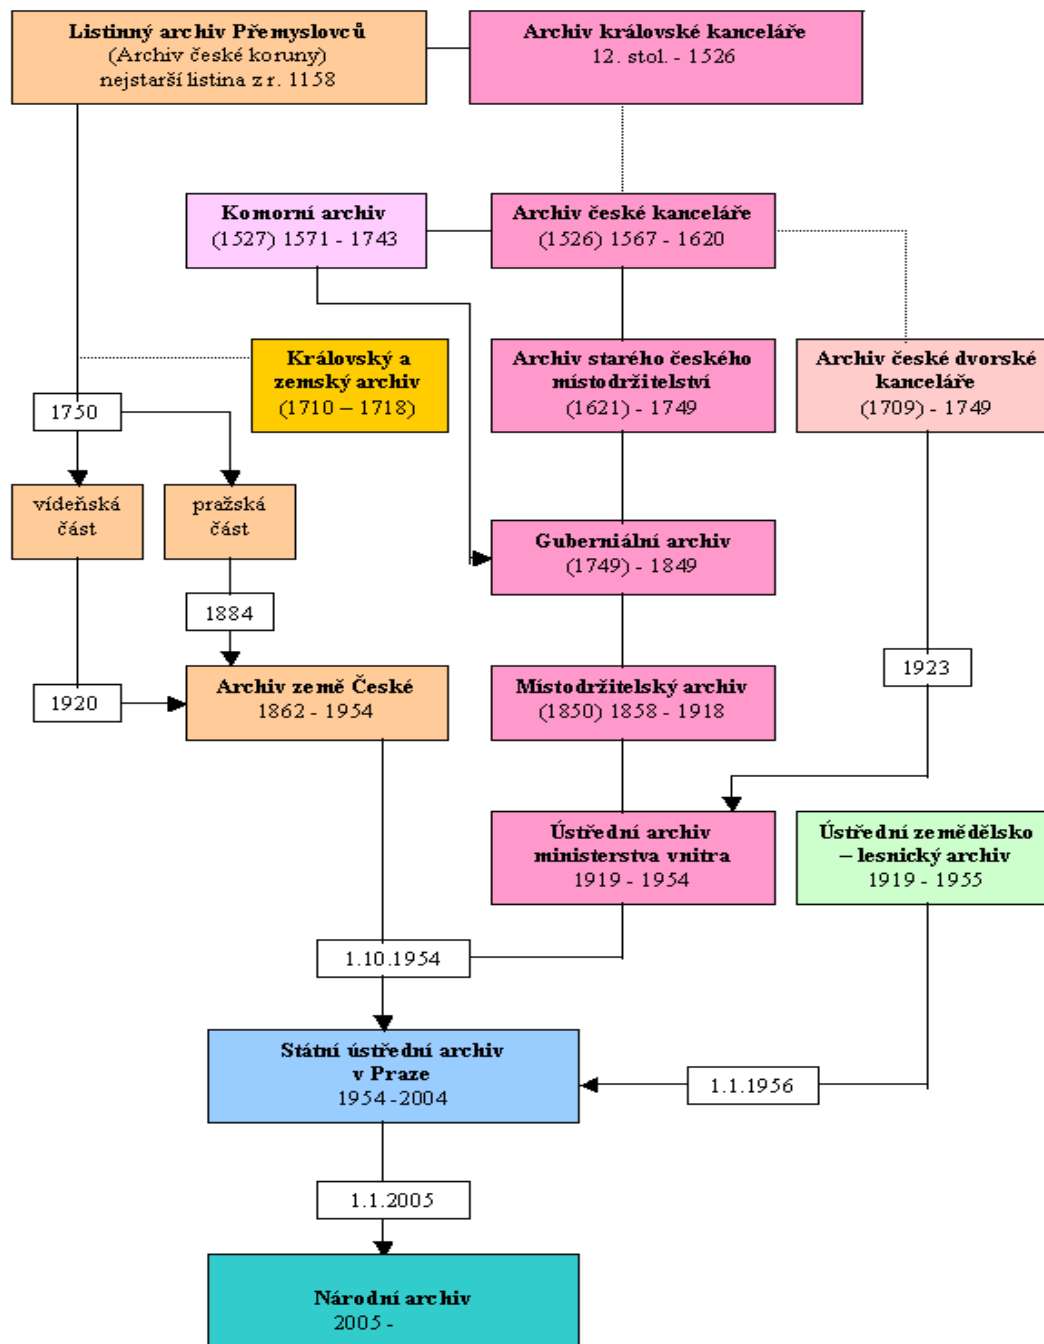 Listinný archiv Přemyslovců
(Archiv české koruny)
nejstarší listina z r. 1158
Archiv královské kanceláře
12. stol. - 1526
Komorní archiv
(1527) 1571 - 1743
Archiv české kanceláře
(1526) 1567 - 1620
Královský a
zemský archiv
(1710 – 1718)
Archiv starého českého
místodržitelství
(1621) - 1749
Archiv české dvorské
kanceláře
(1709) - 1749
1750
vídeňská
část
pražská
část
Guberniální archiv
(1749) - 1849
1884
1923
Archiv země České
1862 - 1954
Místodržitelský archiv
(1850) 1858 - 1918
1920
Ústřední archiv
ministerstva vnitra
1919 - 1954
Ústřední zemědělsko
– lesnický archiv
1919 - 1955
1.10.1954
Státní ústřední archiv
v Praze
1954 -2004
1.1.1956
1.1.2005
Národní archiv
2005 -